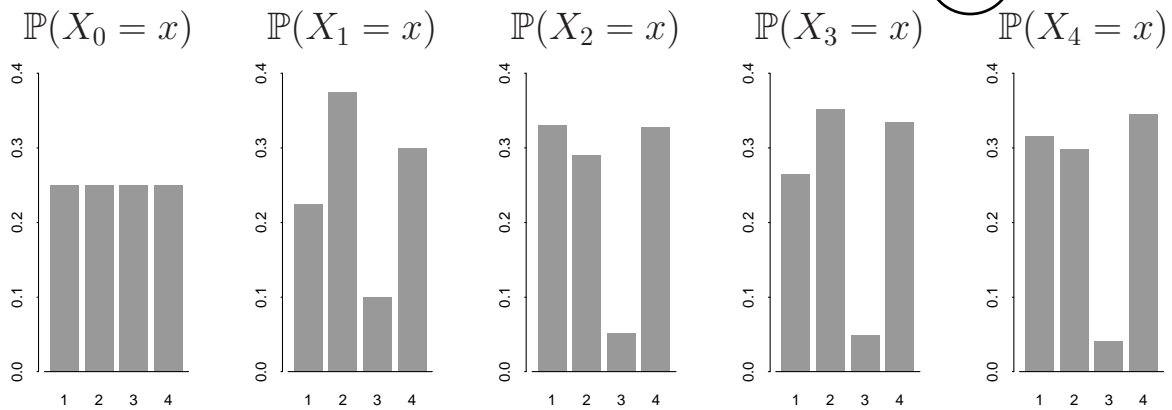 ℙ(X₀ = x) ℙ(X₁ = x) ℙ(X₂ = x) ℙ(X₃ = x) ℙ(X₄ = x)
0.4 0.4 0.4 0.4 0.4
0.3 0.3 0.3 0.3 0.3
0.2 0.2 0.2 0.2 0.2
0.1 0.1 0.1 0.1 0.1
0.0 0.0 0.0 0.0 0.0
1 2 3 4 1 2 3 4 1 2 3 4 1 2 3 4 1 2 3 4